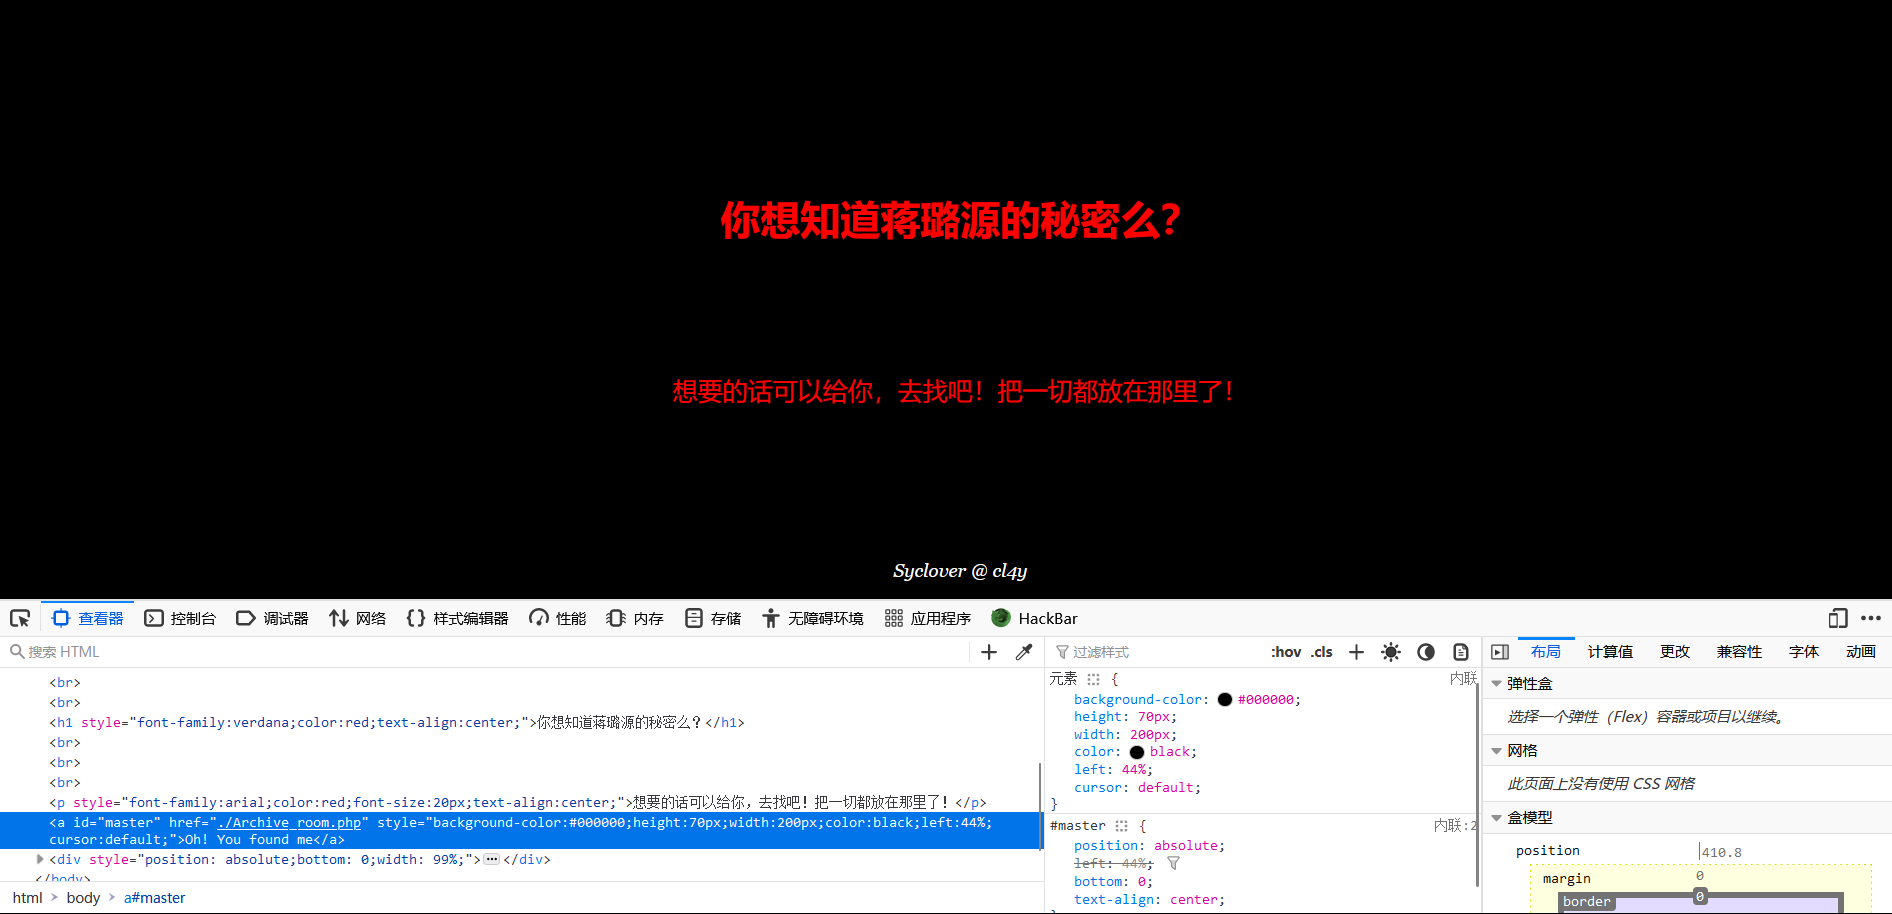 你想知道蒋璐源的秘密么？
想要的话可以给你，去找吧！把一切都放在那里了！
Syclover @ cl4y
查看器 控制台 调试器 网络 样式编辑器 性能 内存 存储 无障碍环境 应用程序 HackBar
搜索 HTML
<br>
<br>
<h1 style="font-family:verdana;color:red;text-align:center;">你想知道蒋璐源的秘密么？</h1>
<br>
<br>
<br>
<p style="font-family:arial;color:red;font-size:20px;text-align:center;">想要的话可以给你，去找吧！把一切都放在那里了！</p>
<a id="master" href="./Archive_room.php" style="background-color:#000000;height:70px;width:200px;color:black;left:44%;
cursor:default;">Oh! You found me</a>
<div style="position: absolute;bottom: 0;width: 99%;"></div>
</body>
html body a#master
过滤样式 :hov .cls
元素 { 内联
background-color: #000000;
height: 70px;
width: 200px;
color: black;
left: 44%;
cursor: default;
}
#master { 内联:2
position: absolute;
left: 44%;
bottom: 0;
text-align: center;
}
布局 计算值 更改 兼容性 字体 动画
弹性盒
选择一个弹性（Flex）容器或项目以继续。
网格
此页面上没有使用 CSS 网格
盒模型
position 410.8
margin 0
border 0